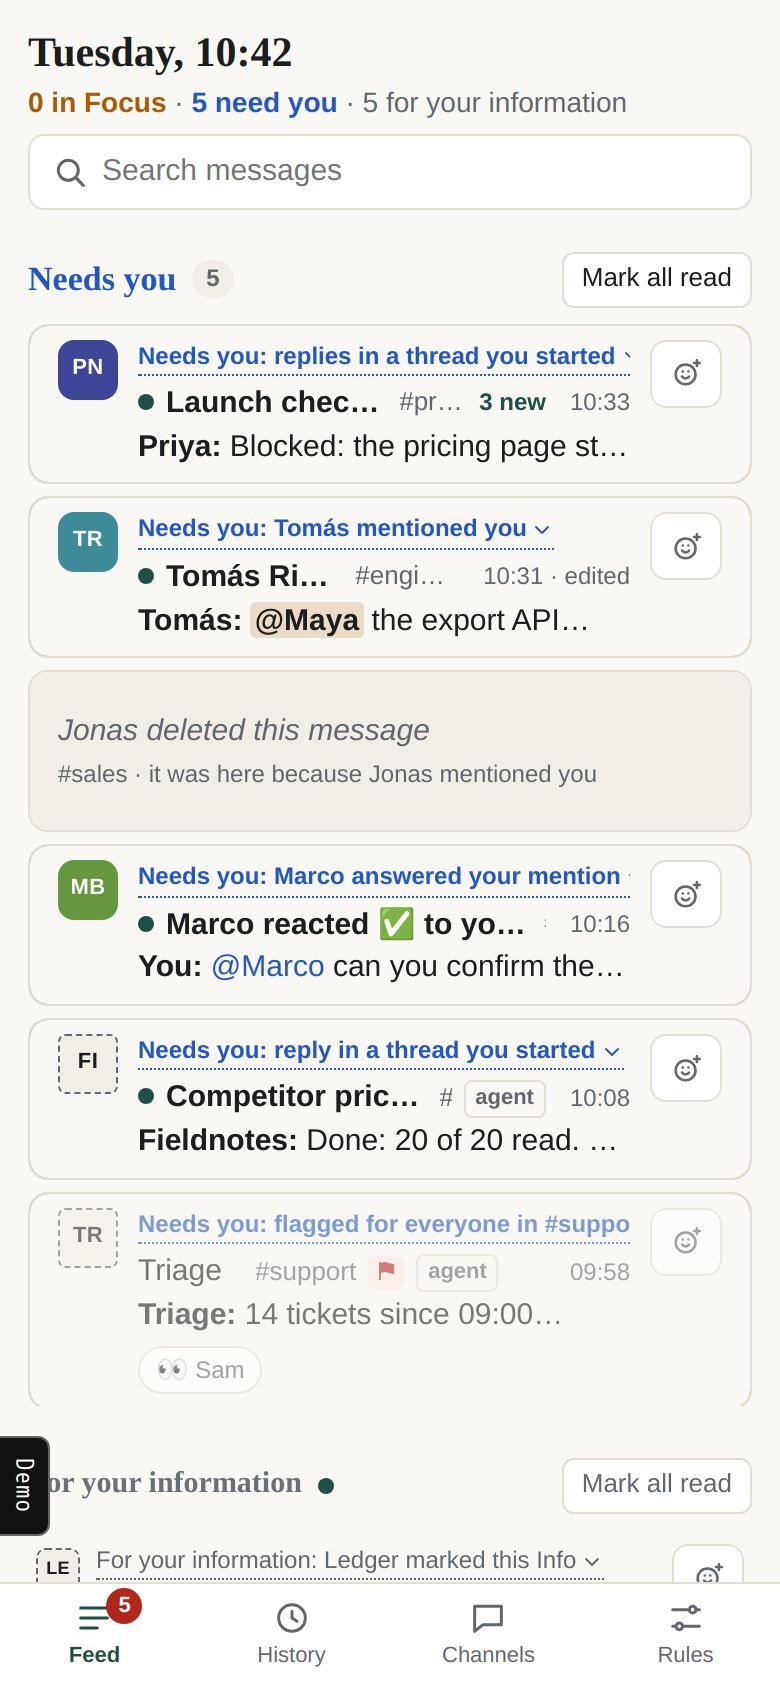 Tuesday, 10:42
0 in Focus · 5 need you · 5 for your information
Search messages
Needs you 5 Mark all read
PN Needs you: replies in a thread you started
Launch chec… #pr… 3 new 10:33
Priya: Blocked: the pricing page st…
TR Needs you: Tomás mentioned you
Tomás Ri… #engi… 10:31 · edited
Tomás: @Maya the export API…
Jonas deleted this message
#sales · it was here because Jonas mentioned you
MB Needs you: Marco answered your mention
Marco reacted ✅ to yo… 10:16
You: @Marco can you confirm the…
FI Needs you: reply in a thread you started
Competitor pric… # agent 10:08
Fieldnotes: Done: 20 of 20 read. …
TR Needs you: flagged for everyone in #suppo
Triage #support agent 09:58
Triage: 14 tickets since 09:00…
👀 Sam
Demo
or your information Mark all read
LE For your information: Ledger marked this Info
5
Feed History Channels Rules